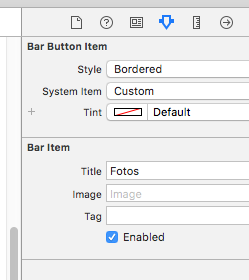 Bar Button Item
Style Bordered
System Item Custom
+ Tint Default
Bar Item
Title Fotos
Image Image
Tag
Enabled